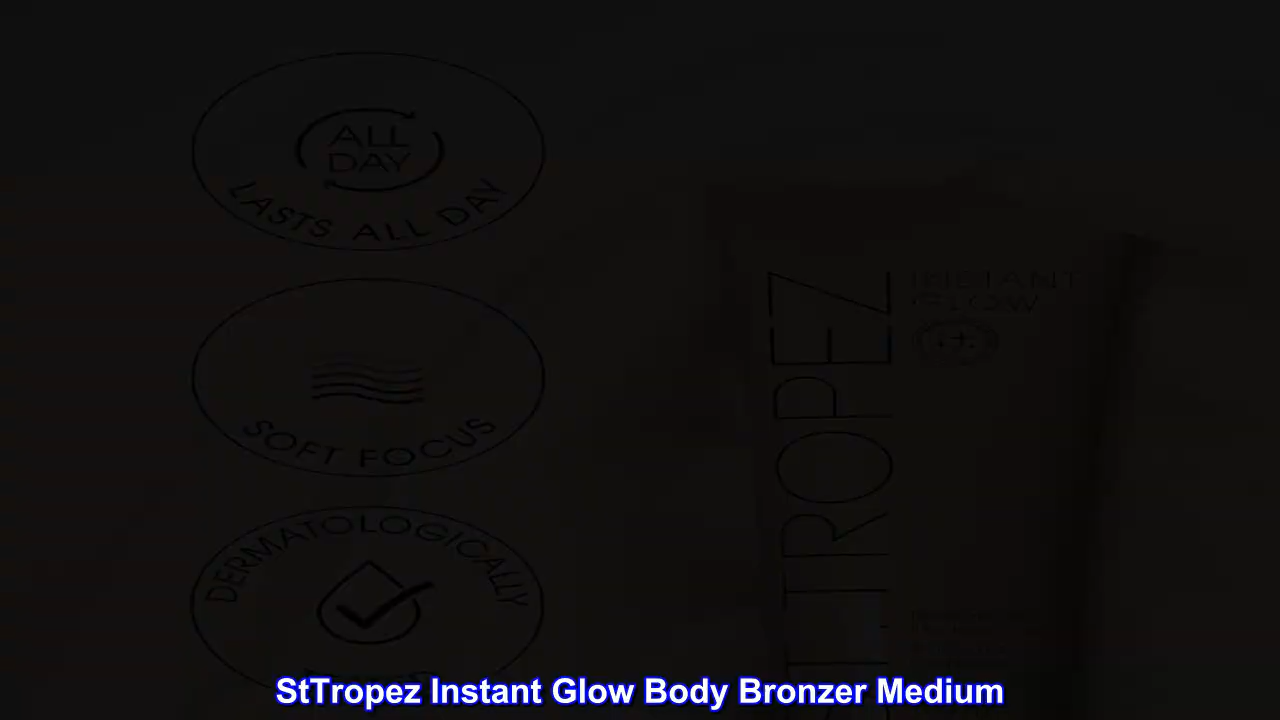 ALL
DAY
LASTS ALL DAY
SOFT FOCUS
DERMATOLOGICALLY
INSTANT
GLOW
TROPEZ
StTropez Instant Glow Body Bronzer Medium